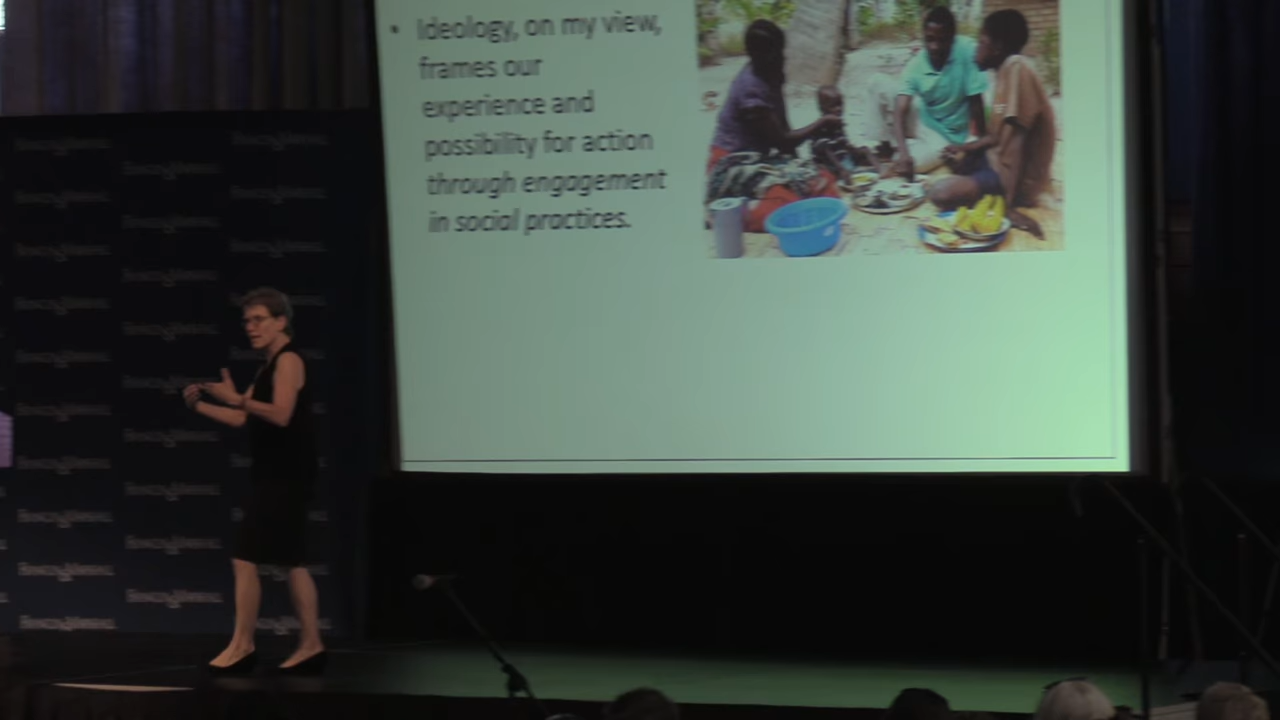 • Ideology, on my view,
frames our
experience and
possibility for action
through engagement
in social practices.